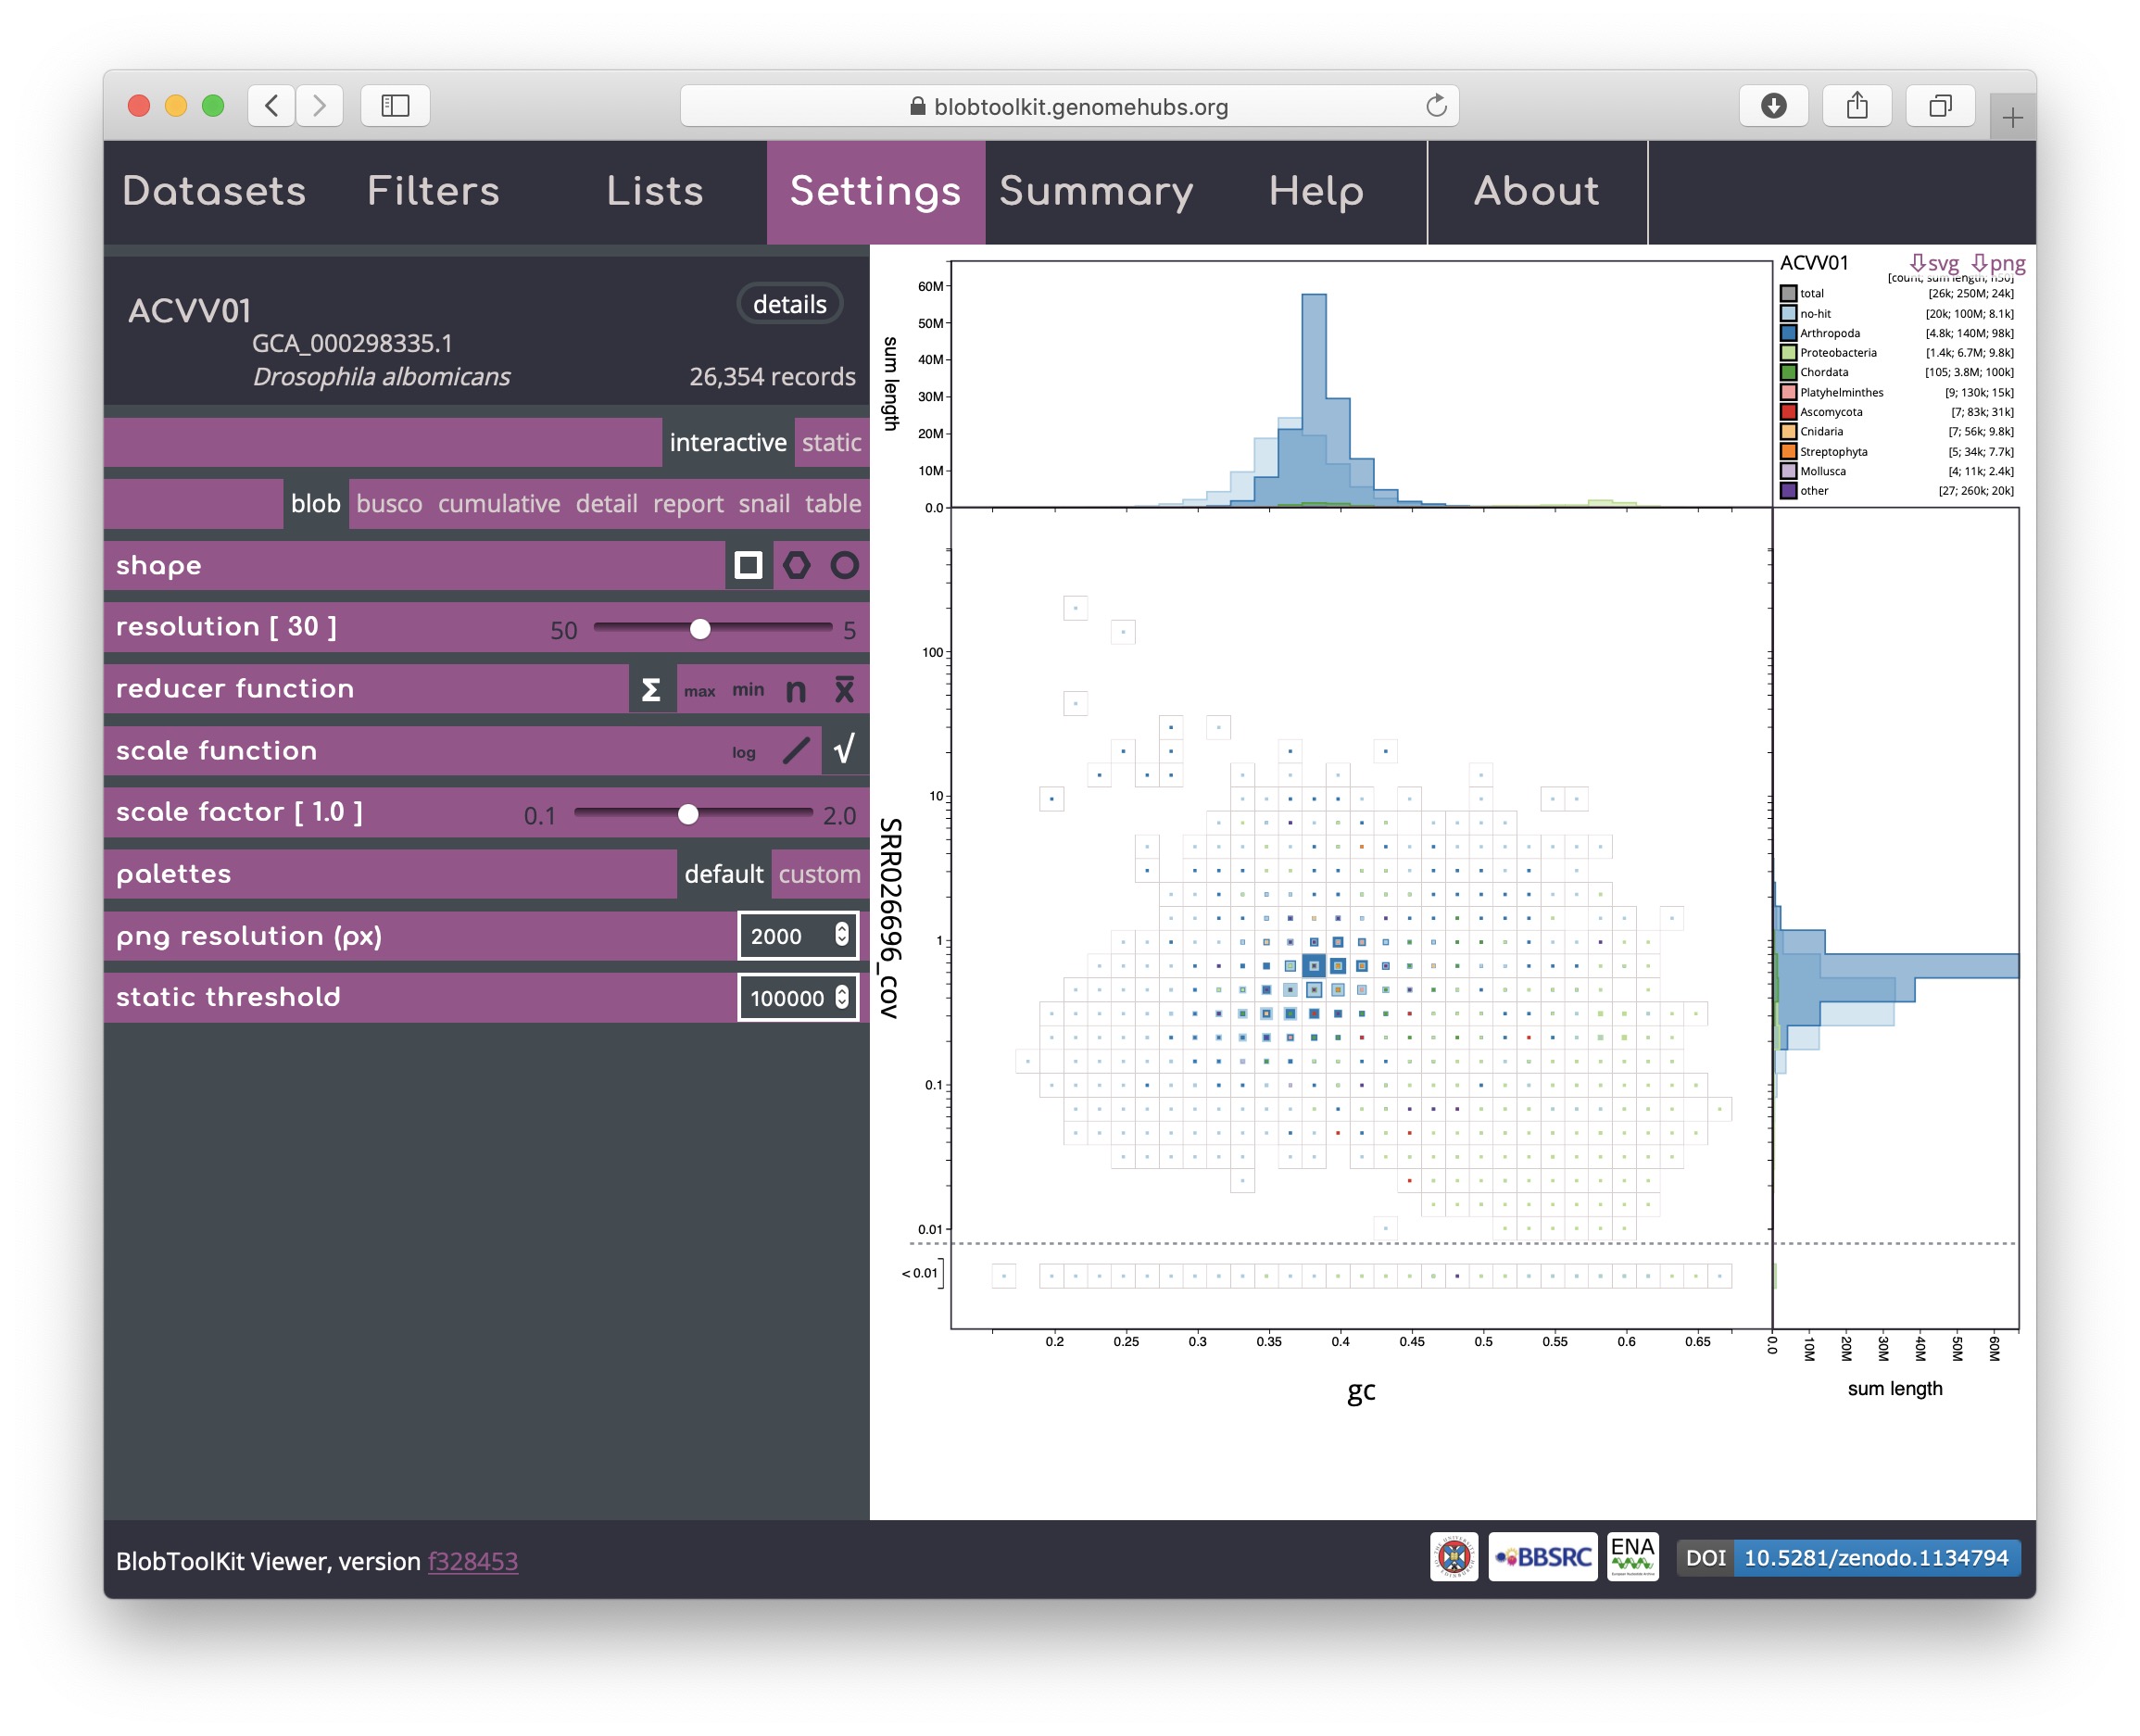 blobtoolkit.genomehubs.org
Datasets Filters Lists Settings Summary Help About
ACVV01
details
GCA_000298335.1
Drosophila albomicans 26,354 records
interactive static
blob busco cumulative detail report snail table
shape
resolution [ 30 ] 50 5
reducer function Σ max min n x̄
scale function log √
scale factor [ 1.0 ] 0.1 2.0
palettes default custom
png resolution (px) 2000
static threshold 100000
ACVV01 svg png
[count; sum length; n50]
total [26k; 250M; 24k]
no-hit [20k; 100M; 8.1k]
Arthropoda [4.8k; 140M; 98k]
Proteobacteria [1.4k; 6.7M; 9.8k]
Chordata [105; 3.8M; 100k]
Platyhelminthes [9; 130k; 15k]
Ascomycota [7; 83k; 31k]
Cnidaria [7; 56k; 9.8k]
Streptophyta [5; 34k; 7.7k]
Mollusca [4; 11k; 2.4k]
other [27; 260k; 20k]
sum length
60M
50M
40M
30M
20M
10M
0.0
SRR026696_cov
100
10
1
0.1
0.01
< 0.01
0.2 0.25 0.3 0.35 0.4 0.45 0.5 0.55 0.6 0.65
gc
0.0 10M 20M 30M 40M 50M 60M
sum length
BlobToolKit Viewer, version f328453
BBSRC
ENA
DOI 10.5281/zenodo.1134794